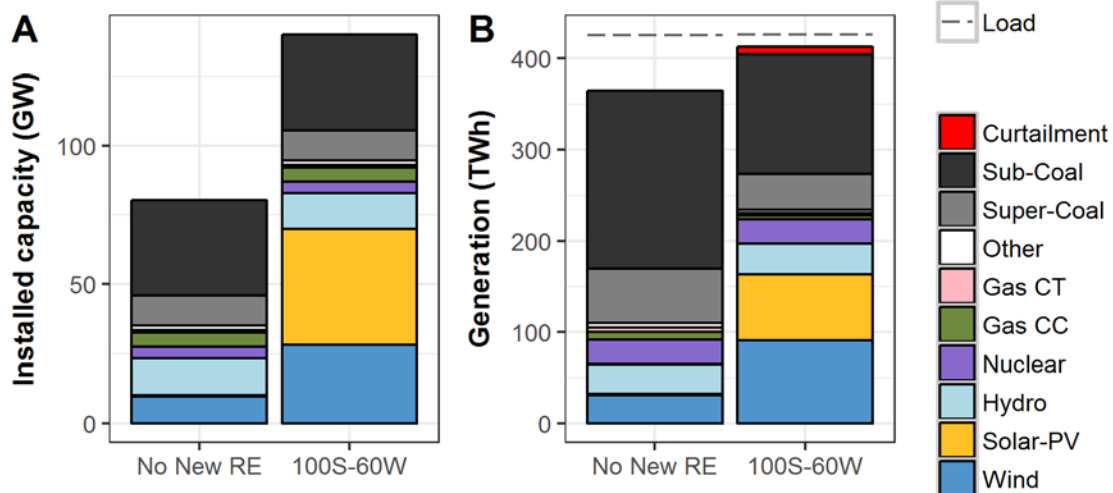 A
Installed capacity (GW)
100
50
0
No New RE
100S-60W
B
Generation (TWh)
400
300
200
100
0
No New RE
100S-60W
Load
Curtailment
Sub-Coal
Super-Coal
Other
Gas CT
Gas CC
Nuclear
Hydro
Solar-PV
Wind